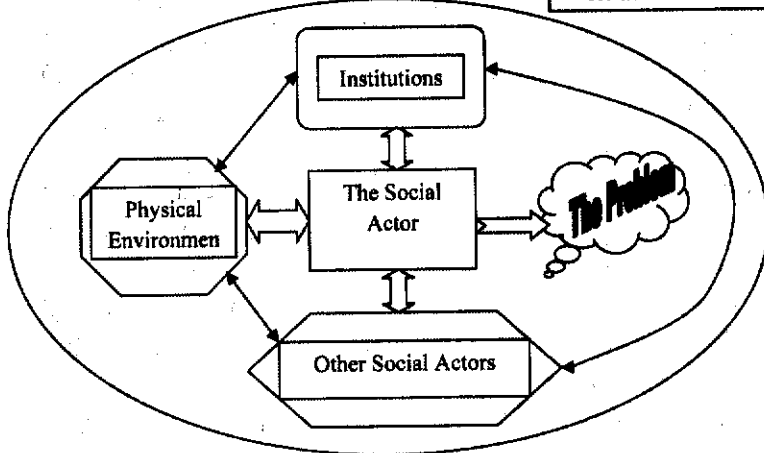 Institutions
The Social
Actor
The Problem
Physical
Environmen
Other Social Actors